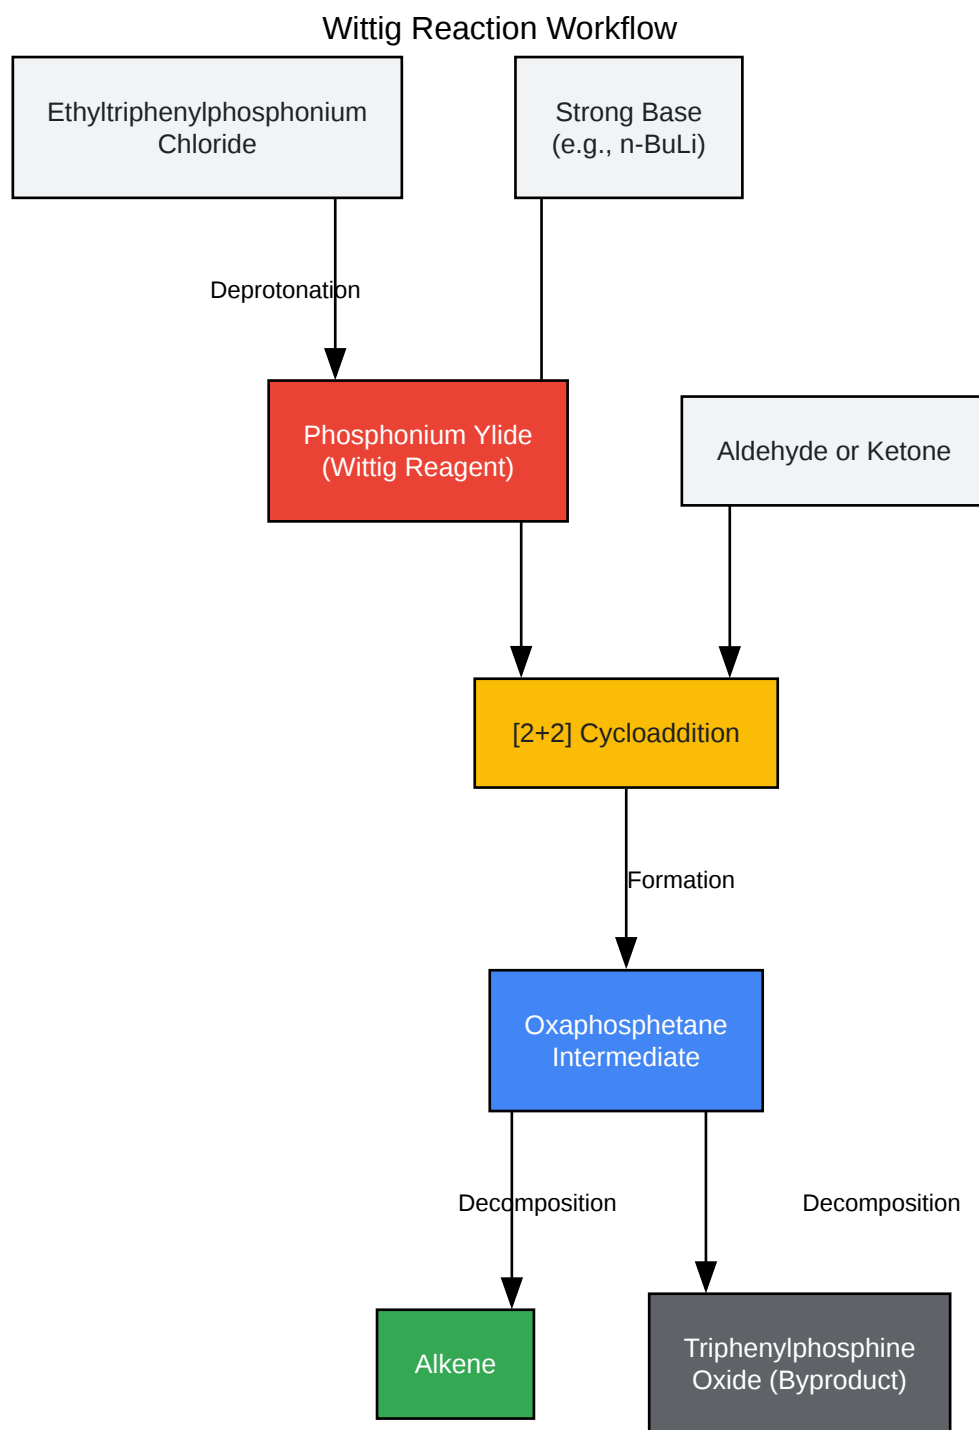 Wittig Reaction Workflow
Ethyltriphenylphosphonium
Chloride
Strong Base
(e.g., n-BuLi)
Deprotonation
Phosphonium Ylide
(Wittig Reagent)
Aldehyde or Ketone
[2+2] Cycloaddition
Formation
Oxaphosphetane
Intermediate
Decomposition
Decomposition
Alkene
Triphenylphosphine
Oxide (Byproduct)